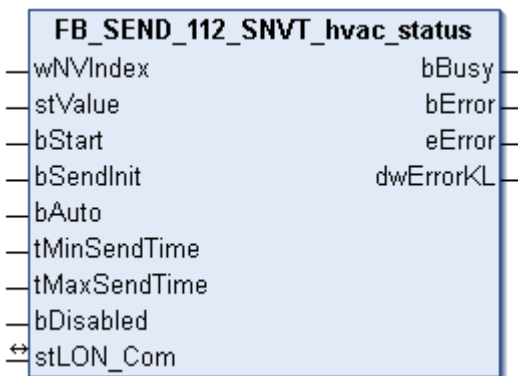 FB_SEND_112_SNVT_hvac_status
wNVIndex bBusy
stValue bError
bStart eError
bSendInit dwErrorKL
bAuto
tMinSendTime
tMaxSendTime
bDisabled
stLON_Com